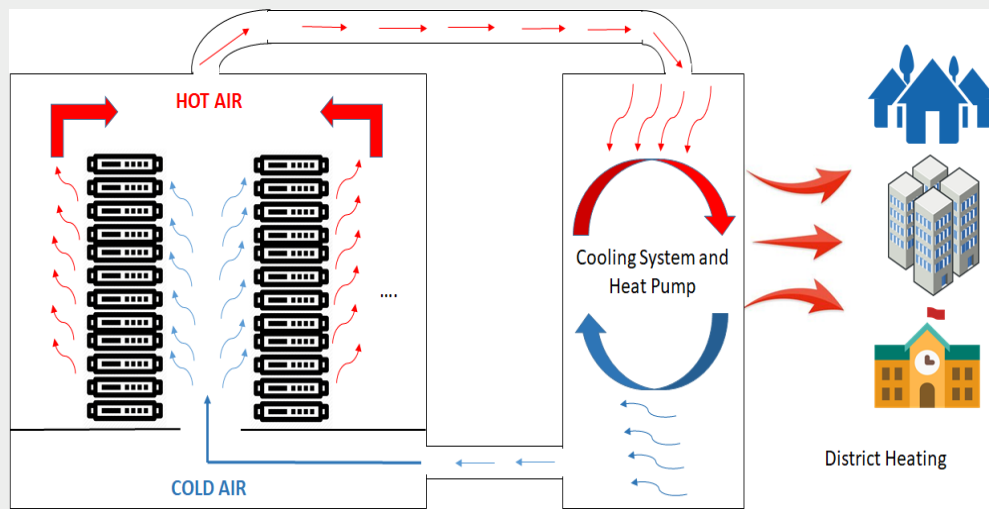 HOT AIR
....
Cooling System and
Heat Pump
District Heating
COLD AIR